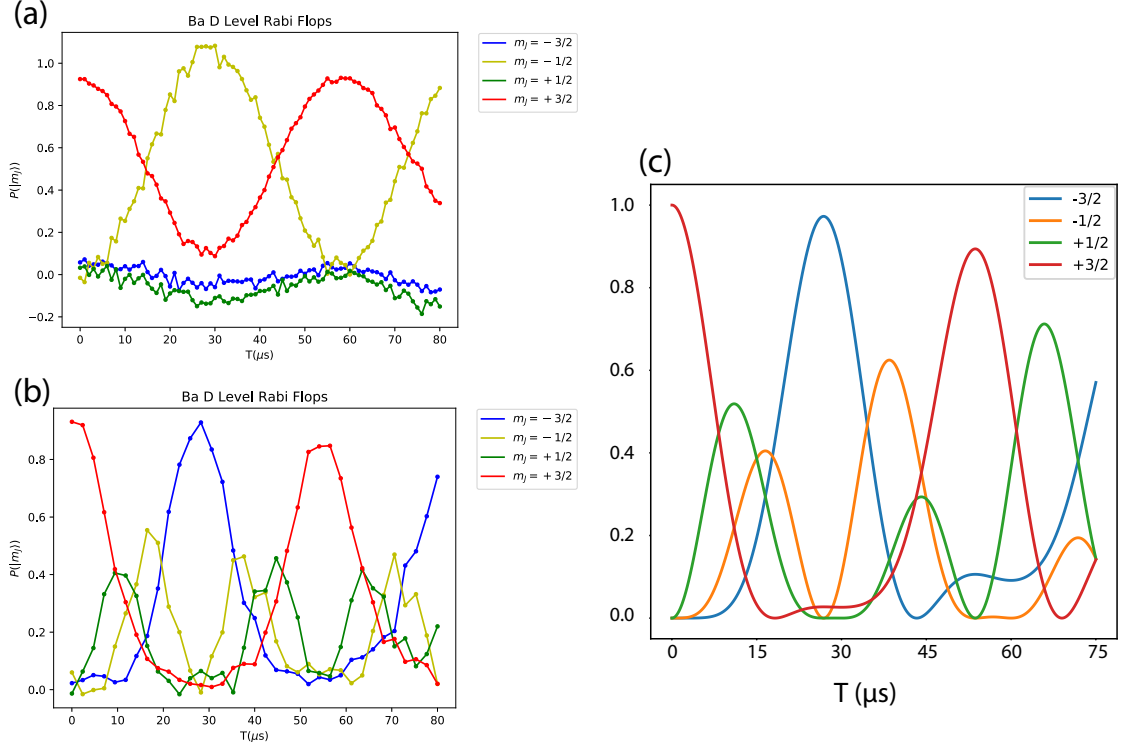 (a)
Ba D Level Rabi Flops
P(|m_J⟩)
1.0
0.8
0.6
0.4
0.2
0.0
−0.2
0 10 20 30 40 50 60 70 80
T(μs)
m_J = − 3/2
m_J = − 1/2
m_J = + 1/2
m_J = + 3/2
(b)
Ba D Level Rabi Flops
P(|m_J⟩)
0.8
0.6
0.4
0.2
0.0
0 10 20 30 40 50 60 70 80
T(μs)
m_J = − 3/2
m_J = − 1/2
m_J = + 1/2
m_J = + 3/2
(c)
1.0
0.8
0.6
0.4
0.2
0.0
0 15 30 45 60 75
T (μs)
-3/2
-1/2
+1/2
+3/2